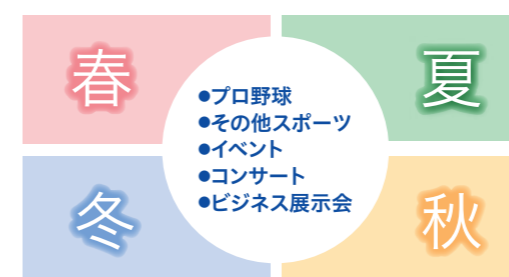 春
夏
●プロ野球
●その他スポーツ
●イベント
●コンサート
●ビジネス展示会
冬
秋